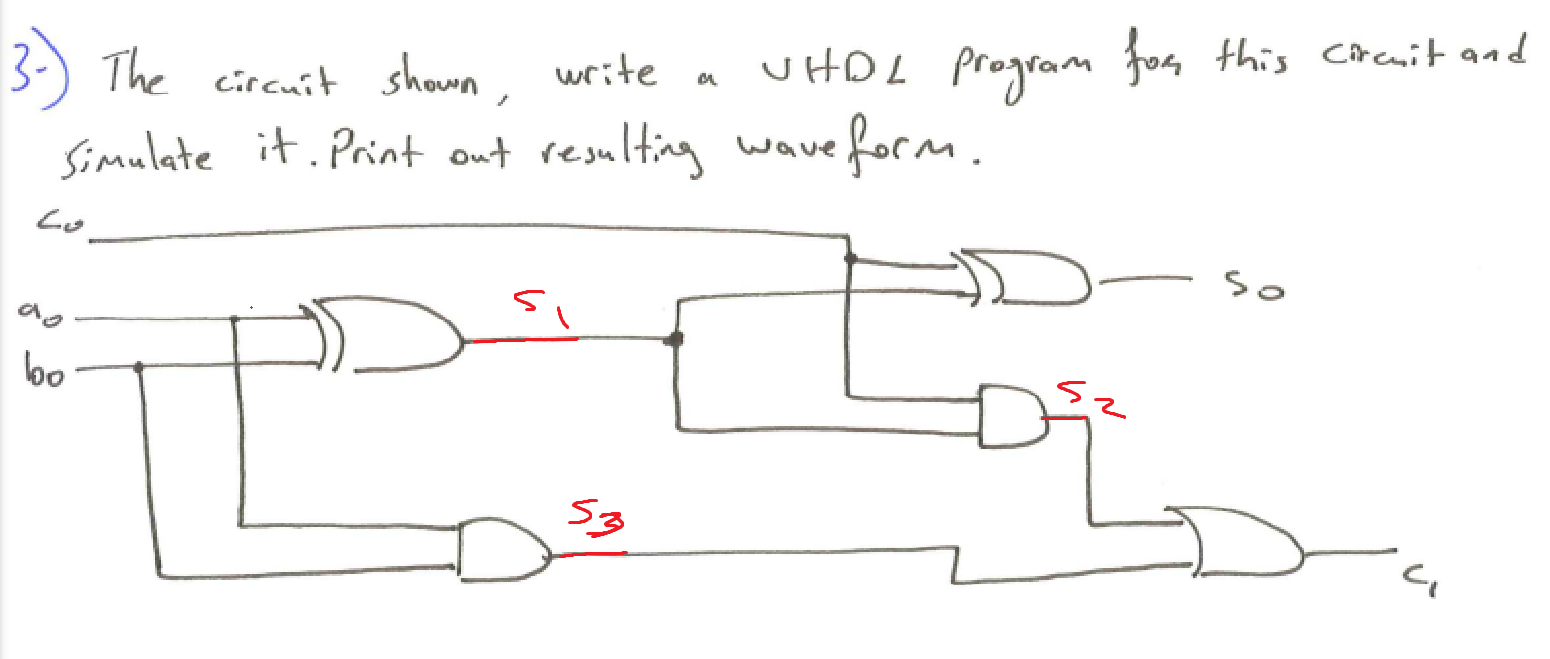 3-) The circuit shown, write a VHDL program for this circuit and
simulate it. Print out resulting waveform.
c0
a0
b0
S1
S0
S2
S3
c1